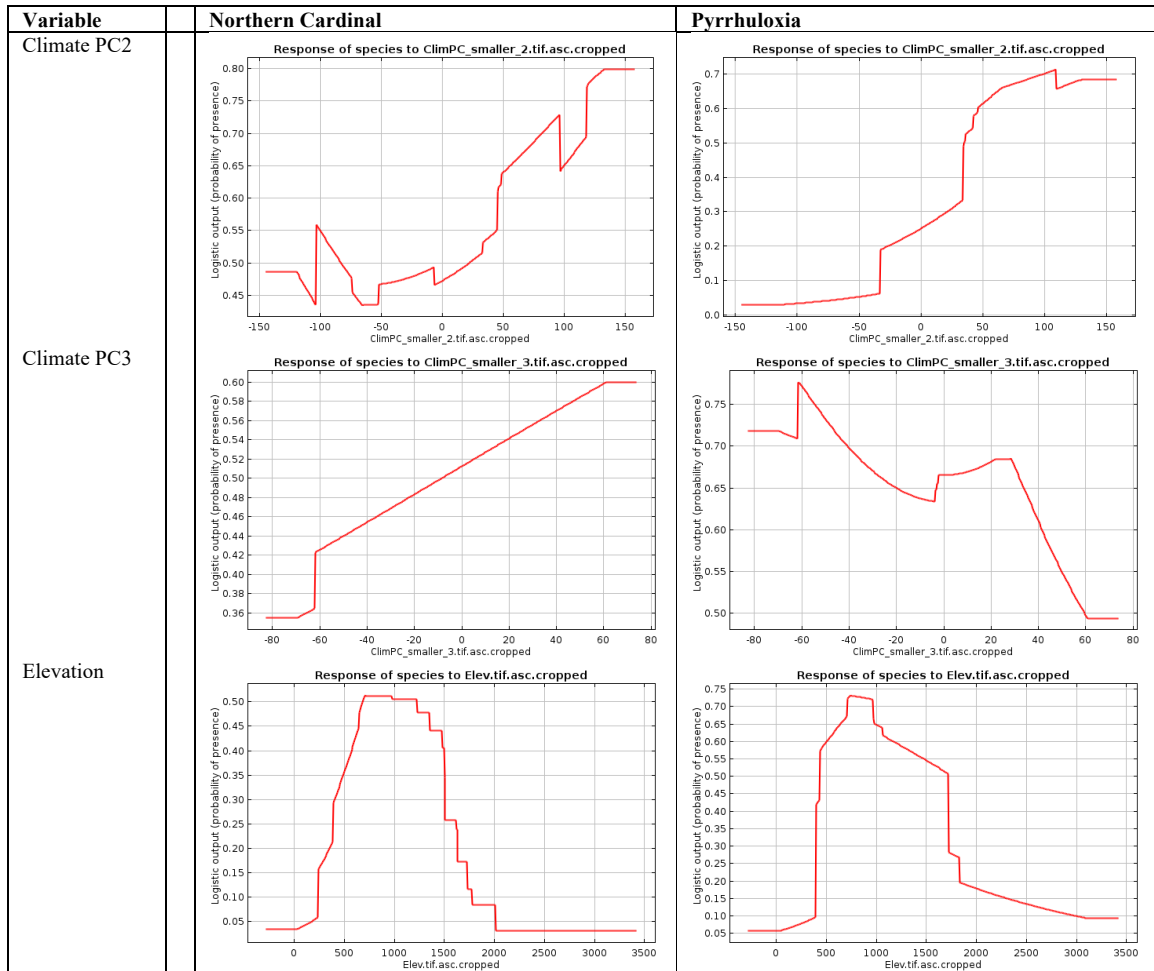 Variable Northern Cardinal Pyrrhuloxia
Climate PC2
Response of species to ClimPC_smaller_2.tif.asc.cropped
Logistic output (probability of presence)
0.80
0.75
0.70
0.65
0.60
0.55
0.50
0.45
-150 -100 -50 0 50 100 150
ClimPC_smaller_2.tif.asc.cropped
Response of species to ClimPC_smaller_2.tif.asc.cropped
Logistic output (probability of presence)
0.7
0.6
0.5
0.4
0.3
0.2
0.1
0.0
-150 -100 -50 0 50 100 150
ClimPC_smaller_2.tif.asc.cropped
Climate PC3
Response of species to ClimPC_smaller_3.tif.asc.cropped
Logistic output (probability of presence)
0.60
0.58
0.56
0.54
0.52
0.50
0.48
0.46
0.44
0.42
0.40
0.38
0.36
-80 -60 -40 -20 0 20 40 60 80
ClimPC_smaller_3.tif.asc.cropped
Response of species to ClimPC_smaller_3.tif.asc.cropped
Logistic output (probability of presence)
0.75
0.70
0.65
0.60
0.55
0.50
-80 -60 -40 -20 0 20 40 60 80
ClimPC_smaller_3.tif.asc.cropped
Elevation
Response of species to Elev.tif.asc.cropped
Logistic output (probability of presence)
0.50
0.45
0.40
0.35
0.30
0.25
0.20
0.15
0.10
0.05
0 500 1000 1500 2000 2500 3000 3500
Elev.tif.asc.cropped
Response of species to Elev.tif.asc.cropped
Logistic output (probability of presence)
0.75
0.70
0.65
0.60
0.55
0.50
0.45
0.40
0.35
0.30
0.25
0.20
0.15
0.10
0.05
0 500 1000 1500 2000 2500 3000 3500
Elev.tif.asc.cropped